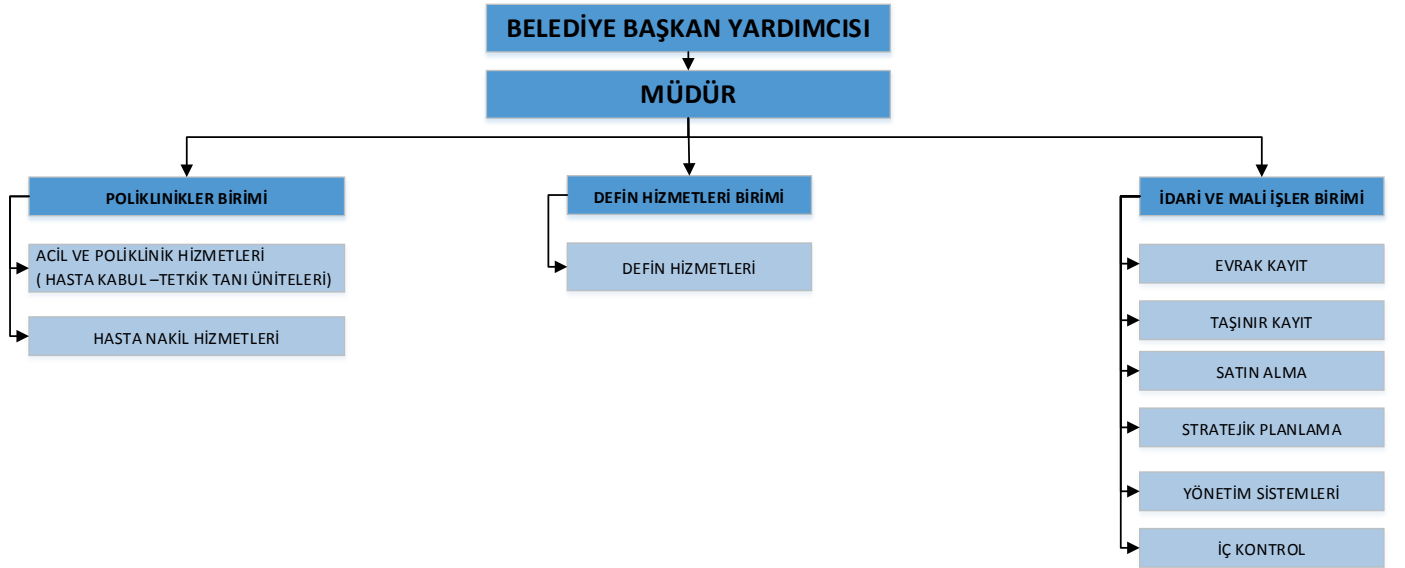 BELEDİYE BAŞKAN YARDIMCISI
MÜDÜR
POLİKLINİKLER BİRİMİ
ACİL VE POLİKLİNİK HİZMETLERİ
( HASTA KABUL –TETKİK TANI ÜNİTELERİ)
HASTA NAKİL HİZMETLERİ
DEFİN HİZMETLERİ BİRİMİ
DEFİN HİZMETLERİ
İDARİ VE MALİ İŞLER BİRİMİ
EVRAK KAYIT
TAŞINIR KAYIT
SATIN ALMA
STRATEJİK PLANLAMA
YÖNETİM SİSTEMLERİ
İÇ KONTROL